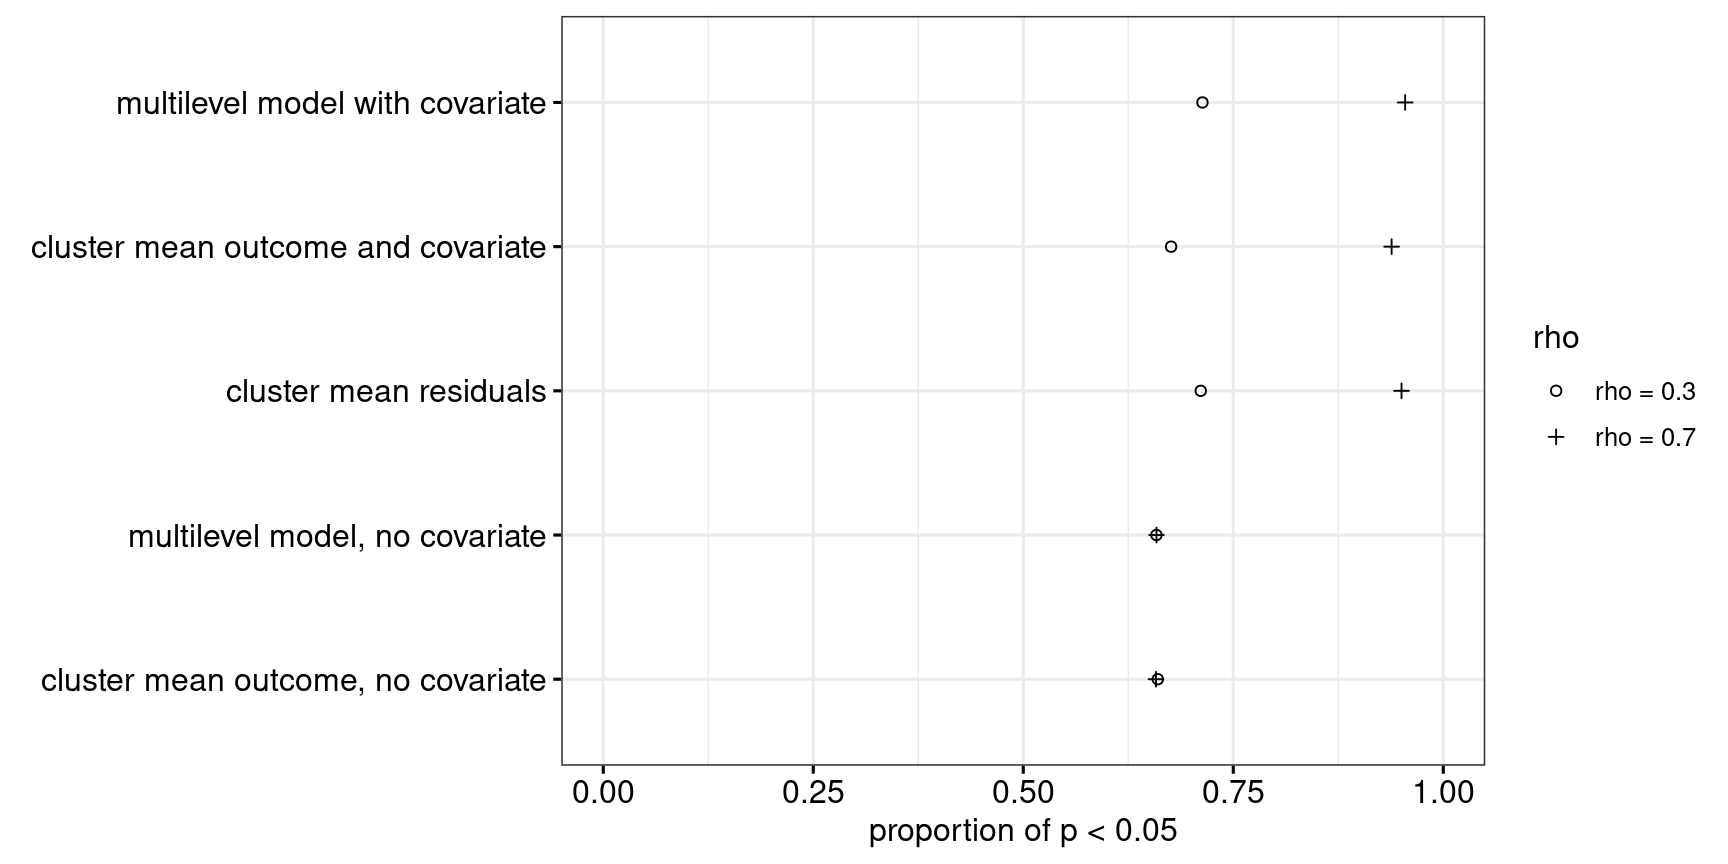 multilevel model with covariate
cluster mean outcome and covariate
cluster mean residuals
multilevel model, no covariate
cluster mean outcome, no covariate
0.00 0.25 0.50 0.75 1.00
proportion of p < 0.05
rho
rho = 0.3
rho = 0.7